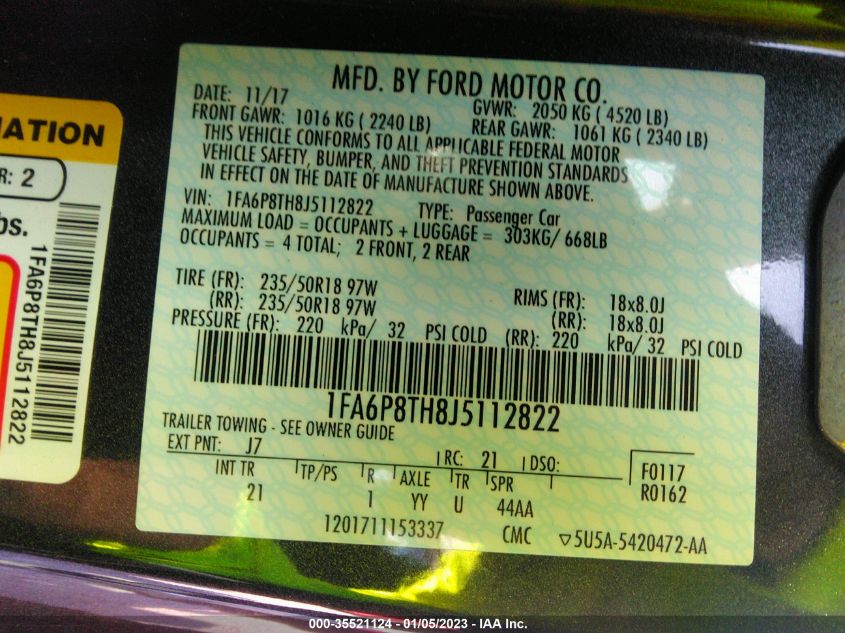 MFD. BY FORD MOTOR CO.
DATE: 11/17 GVWR: 2050 KG ( 4520 LB)
FRONT GAWR: 1016 KG ( 2240 LB) REAR GAWR: 1061 KG ( 2340 LB)
THIS VEHICLE CONFORMS TO ALL APPLICABLE FEDERAL MOTOR
VEHICLE SAFETY, BUMPER, AND THEFT PREVENTION STANDARDS
IN EFFECT ON THE DATE OF MANUFACTURE SHOWN ABOVE.
VIN: 1FA6P8TH8J5112822 TYPE: Passenger Car
MAXIMUM LOAD = OCCUPANTS + LUGGAGE = 303KG/ 668LB
OCCUPANTS = 4 TOTAL; 2 FRONT, 2 REAR
TIRE (FR): 235/50R18 97W RIMS (FR): 18x8.0J
(RR): 235/50R18 97W (RR): 18x8.0J
PRESSURE (FR): 220 kPa/ 32 PSI COLD (RR): 220 kPa/ 32 PSI COLD
1FA6P8TH8J5112822
TRAILER TOWING - SEE OWNER GUIDE
EXT PNT: J7 RC: 21 DSO: F0117
INT TR TP/PS R AXLE TR SPR R0162
21 1 YY U 44AA
1201711153337 CMC ▽5U5A-5420472-AA
MATION
R: 2
bs.
1FA6P8TH8J5112822
000-35521124 - 01/05/2023 - IAA Inc.